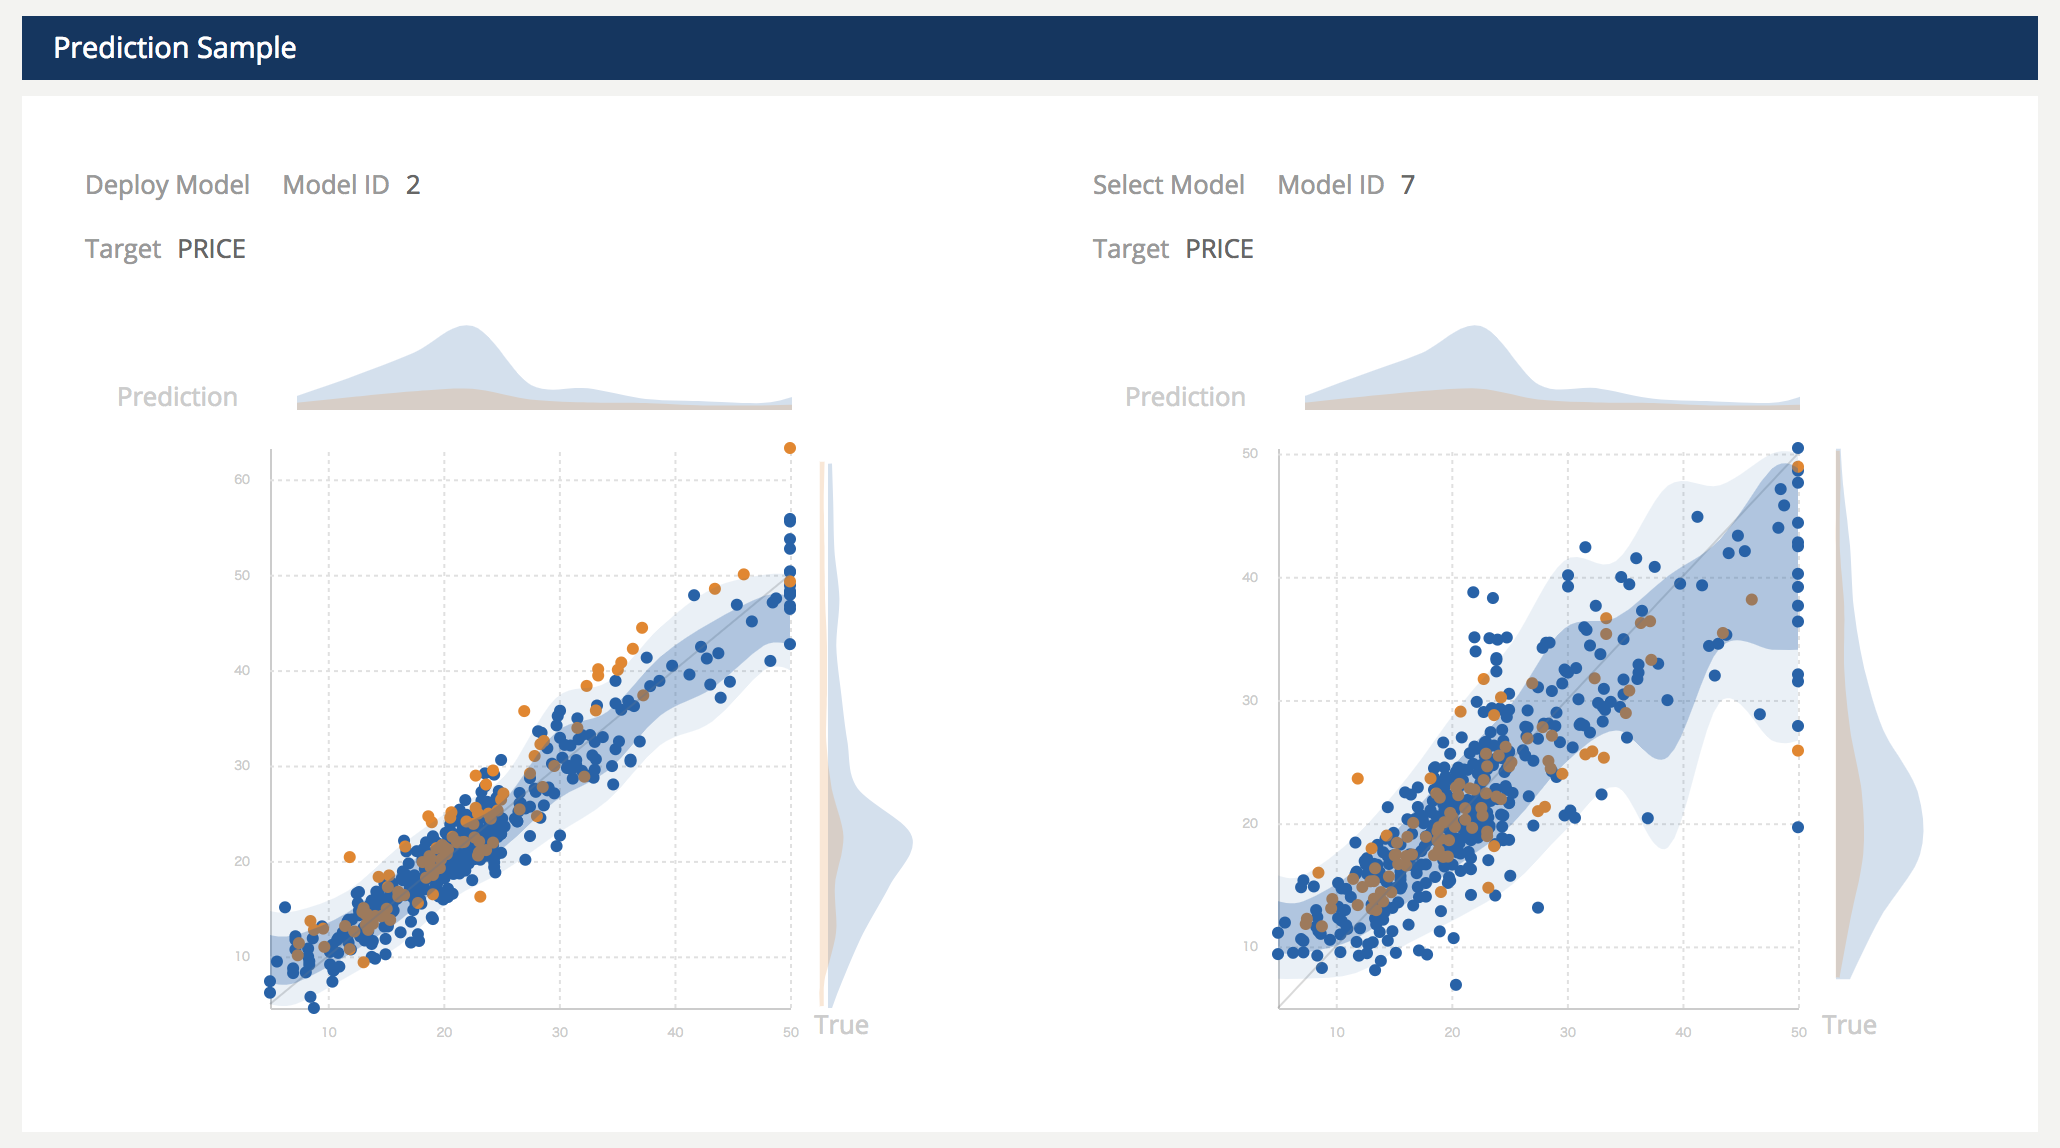 Prediction Sample
Deploy Model Model ID 2
Target PRICE
Prediction
60
50
40
30
20
10
10 20 30 40 50
True
Select Model Model ID 7
Target PRICE
Prediction
50
40
30
20
10
10 20 30 40 50
True